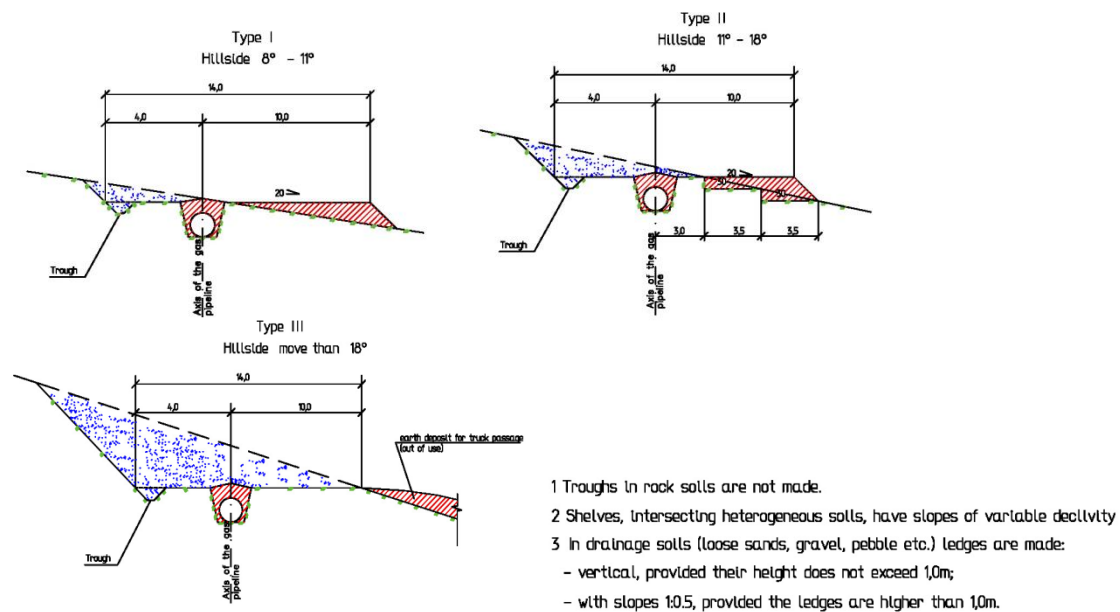 Type I
Hillside 8° - 11°
14,0
4,0
10,0
20
Trough
Axis of the gas
pipeline
Type II
Hillside 11° - 18°
14,0
4,0
10,0
20
50
50
3,0
3,5
3,5
Trough
Axis of the gas
pipeline
Type III
Hillside move than 18°
14,0
4,0
10,0
earth deposit for truck passage
(out of use)
Trough
Axis of the gas
pipeline
1 Troughs in rock soils are not made.
2 Shelves, intersecting heterogeneous soils, have slopes of variable declivity
3 In drainage soils (loose sands, gravel, pebble etc.) ledges are made:
- vertical, provided their height does not exceed 1,0m;
- with slopes 1:0.5, provided the ledges are higher than 1,0m.